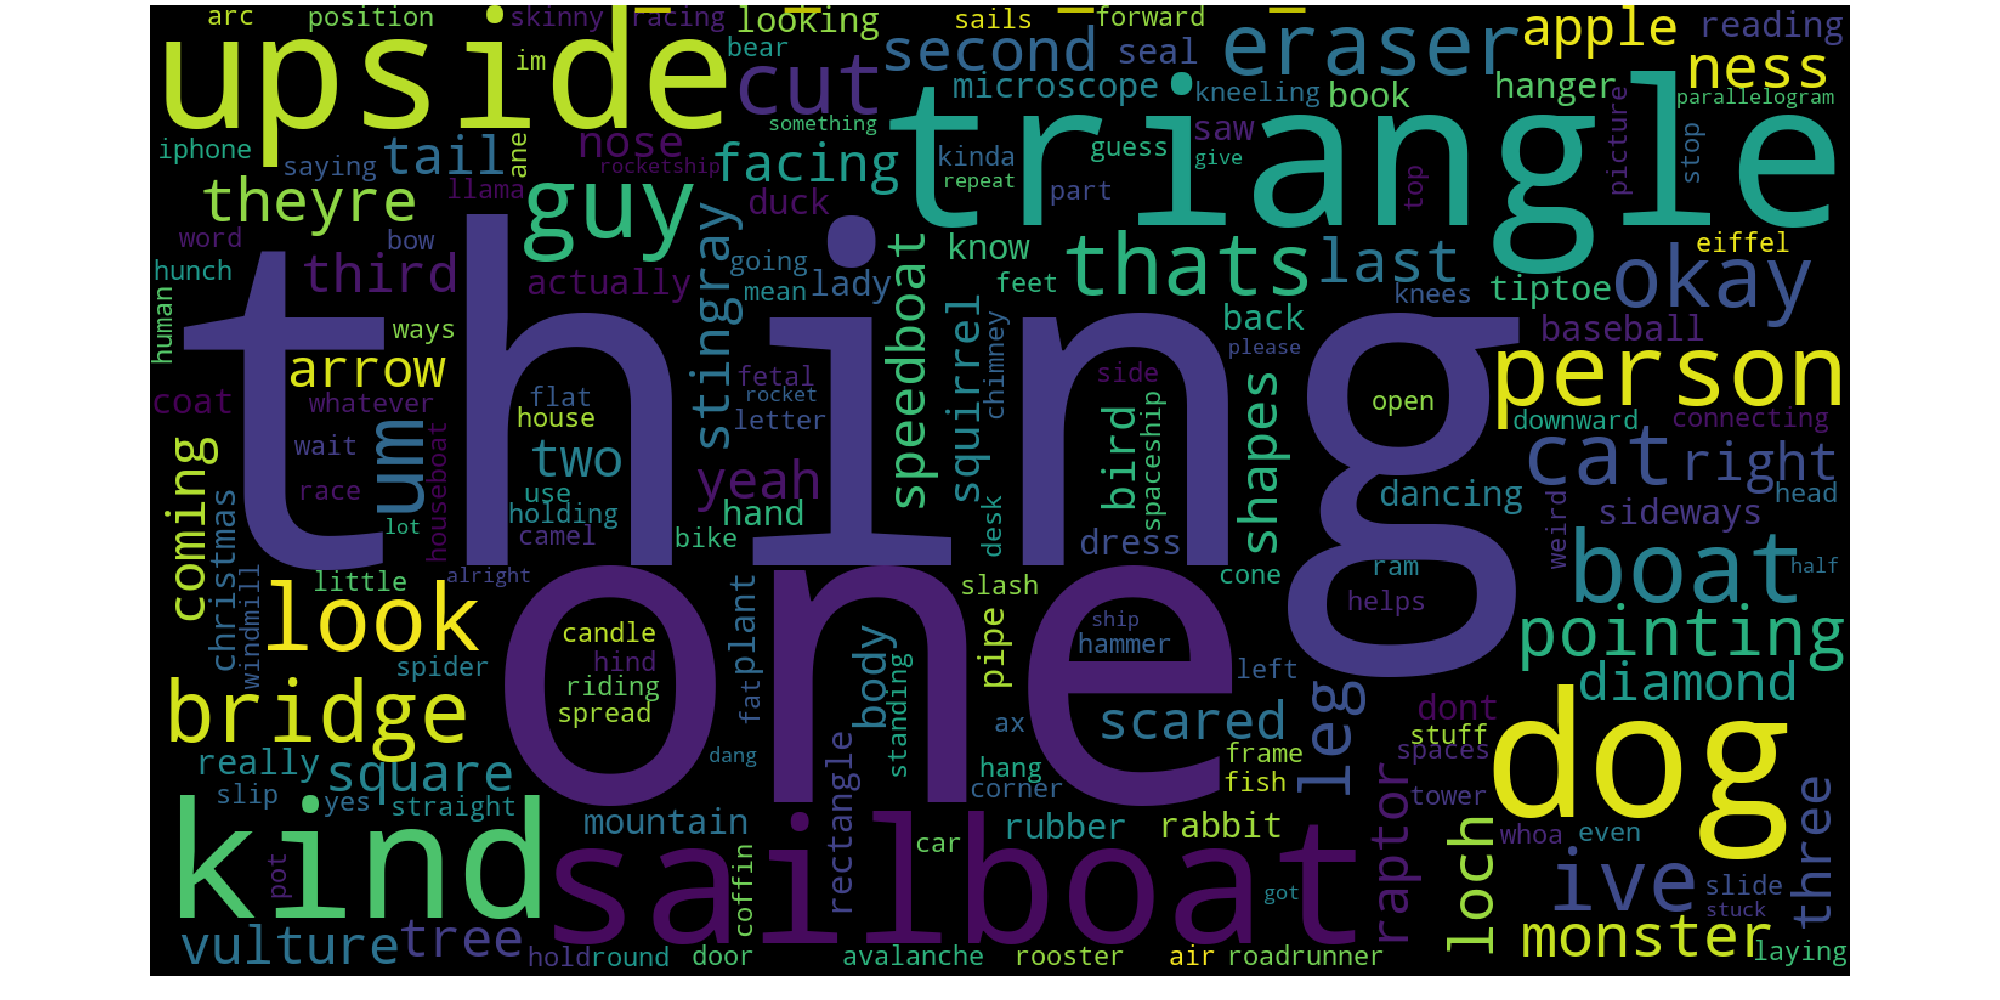 arc position skinny racing looking sails forward apple reading
upside im bear second seal eraser ness
cut microscope kneeling book hanger parallelogram
iphone saying tail ane nose something triangle saw picture stop
rocketship facing kinda guess give
theyre llama guy duck repeat part top
word bow stingray going know thats last eiffel okay
hunch third actually mean lady feet knees tiptoe
human ways thing speedboat squirrel chimney back please baseball
arrow flat fetal rocket side person
coat whatever house letter bird spaceship shapes open downward connecting
coming wait um two yeah cat right
race houseboat use holding hand desk dancing head
christmas lot camel bike dress weird sideways
windmill little alright plant slash cone ram boat half
look one pipe ship helps
candle body hammer pointing
spider hind riding fat standing left leg diamond
bridge spread ax scared dont dog
really square dang rectangle hang frame stuff spaces
slip yes straight corner fish raptor tower three
kind mountain sailboat rubber rabbit loch whoa even
pot coffin car got ive slide stuck
vulture tree hold round door avalanche rooster air roadrunner monster laying